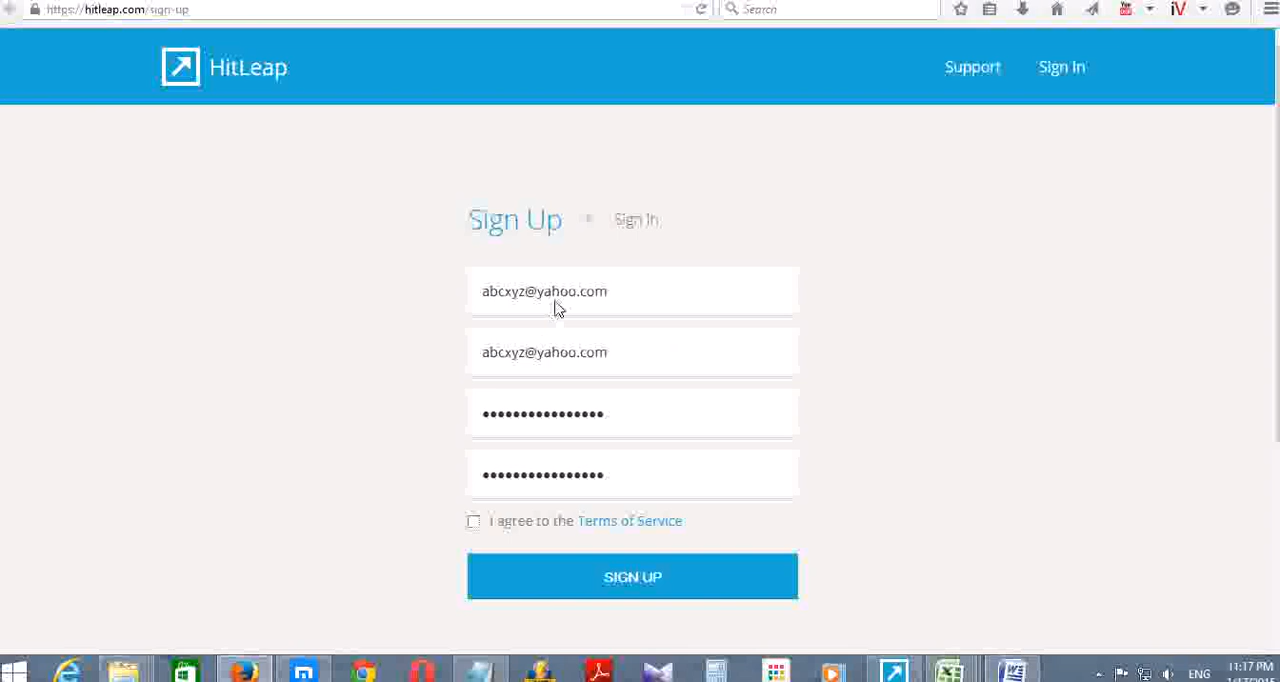 https://hitleap.com/sign-up
Search
HitLeap
Support
Sign In
Sign Up
Sign In
abcxyz@yahoo.com
abcxyz@yahoo.com
••••••••••••••••
••••••••••••••••
I agree to the Terms of Service
SIGN UP
ENG
11:17 PM